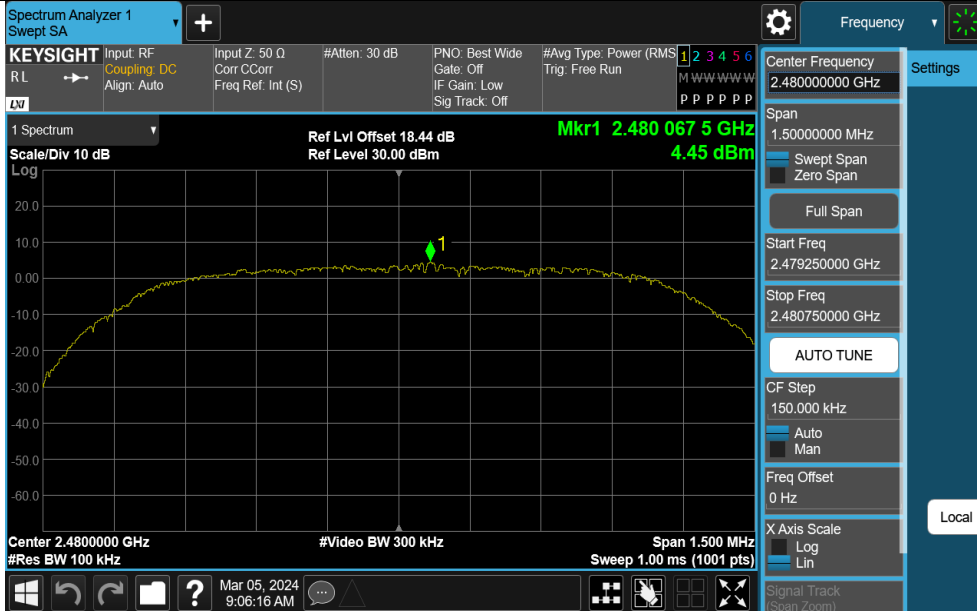 Spectrum Analyzer 1
Swept SA
Frequency
KEYSIGHT
RL
LXI
Input: RF
Coupling: DC
Align: Auto
Input Z: 50 Ω
Corr CCorr
Freq Ref: Int (S)
#Atten: 30 dB
PNO: Best Wide
Gate: Off
IF Gain: Low
Sig Track: Off
#Avg Type: Power (RMS
Trig: Free Run
1 2 3 4 5 6
M W W W W W
P P P P P P
1 Spectrum
Scale/Div 10 dB
Log
Ref Lvl Offset 18.44 dB
Ref Level 30.00 dBm
Mkr1 2.480 067 5 GHz
4.45 dBm
1
20.0
10.0
0.00
-10.0
-20.0
-30.0
-40.0
-50.0
-60.0
Center 2.4800000 GHz
#Res BW 100 kHz
#Video BW 300 kHz
Span 1.500 MHz
Sweep 1.00 ms (1001 pts)
Mar 05, 2024
9:06:16 AM
Center Frequency
2.480000000 GHz
Span
1.50000000 MHz
Swept Span
Zero Span
Full Span
Start Freq
2.479250000 GHz
Stop Freq
2.480750000 GHz
AUTO TUNE
CF Step
150.000 kHz
Auto
Man
Freq Offset
0 Hz
X Axis Scale
Log
Lin
Signal Track
(Span Zoom)
Settings
Local